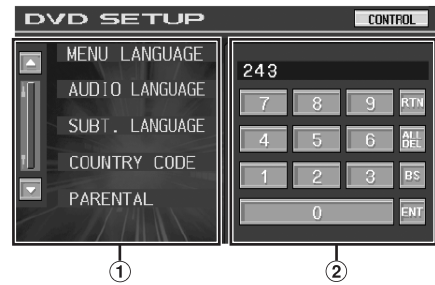 DVD SETUP
CONTROL
MENU LANGUAGE
AUDIO LANGUAGE
SUBT. LANGUAGE
COUNTRY CODE
PARENTAL
243
7 8 9 RTN
4 5 6 ALL DEL
1 2 3 BS
0 ENT
① ②